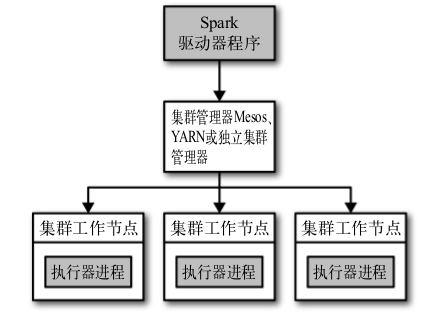 Spark
驱动器程序
集群管理器Mesos、
YARN或独立集群
管理器
集群工作节点
执行器进程
集群工作节点
执行器进程
集群工作节点
执行器进程